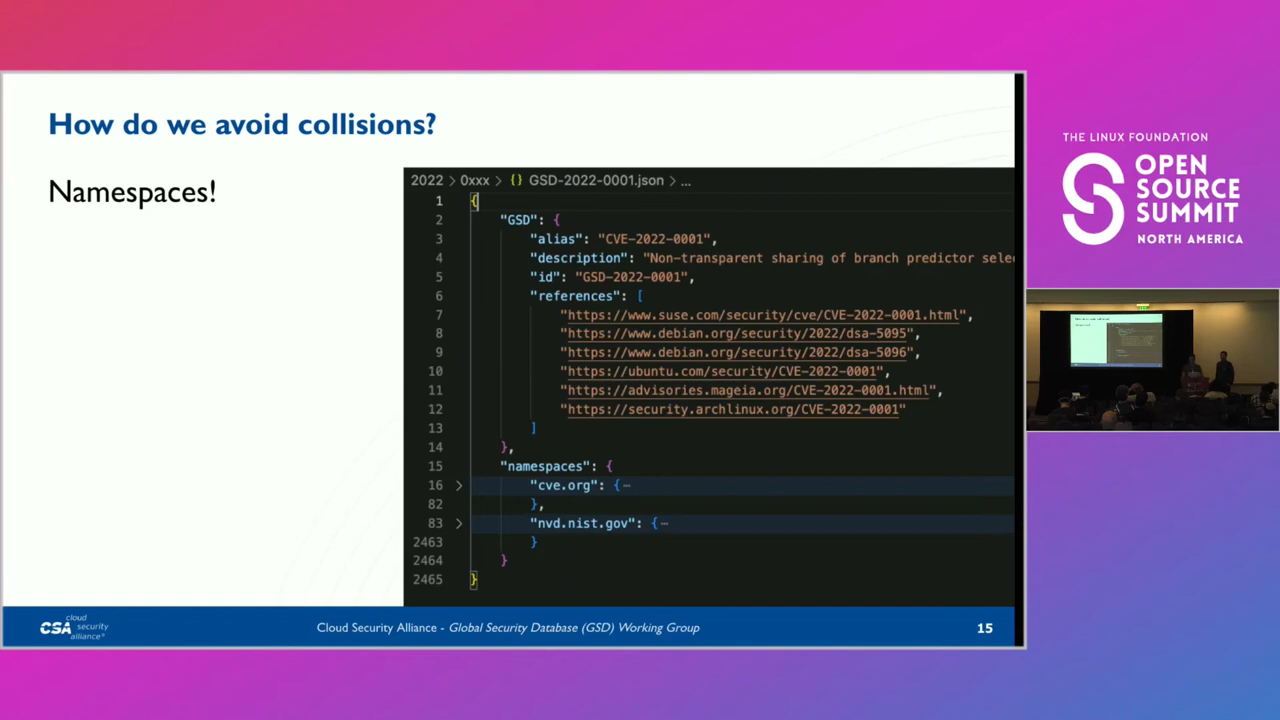 How do we avoid collisions?
Namespaces!
2022 > 0xxx > {} GSD-2022-0001.json > ...
1 {
2 "GSD": {
3 "alias": "CVE-2022-0001",
4 "description": "Non-transparent sharing of branch predictor sele
5 "id": "GSD-2022-0001",
6 "references": [
7 "https://www.suse.com/security/cve/CVE-2022-0001.html",
8 "https://www.debian.org/security/2022/dsa-5095",
9 "https://www.debian.org/security/2022/dsa-5096",
10 "https://ubuntu.com/security/CVE-2022-0001",
11 "https://advisories.mageia.org/CVE-2022-0001.html",
12 "https://security.archlinux.org/CVE-2022-0001"
13 ]
14 },
15 "namespaces": {
16 > "cve.org": { ⋯
82 },
83 > "nvd.nist.gov": { ⋯
2463 }
2464 }
2465 }
CSA cloud security alliance®
Cloud Security Alliance - Global Security Database (GSD) Working Group
15
THE LINUX FOUNDATION
OPEN
SOURCE
SUMMIT
NORTH AMERICA